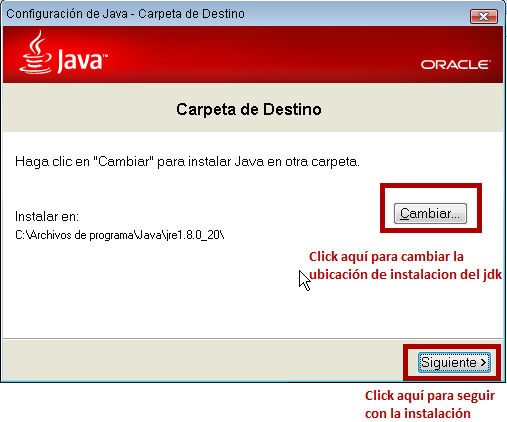 Configuración de Java - Carpeta de Destino
Java™
ORACLE®
Carpeta de Destino
Haga clic en "Cambiar" para instalar Java en otra carpeta.
Cambiar...
Instalar en:
C:\Archivos de programa\Java\jre1.8.0_20\
Click aquí para cambiar la
ubicación de instalacion del jdk
Siguiente >
Click aquí para seguir
con la instalación